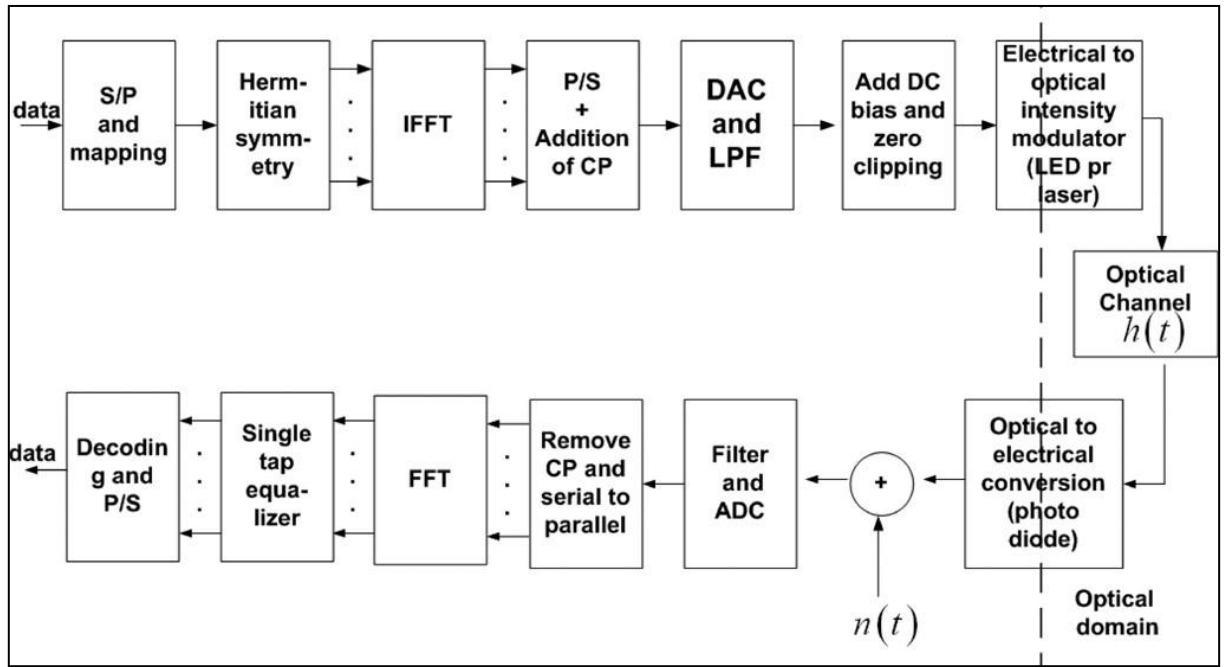 data
S/P
and
mapping
Herm-
itian
symm-
etry
IFFT
P/S
+
Addition
of CP
DAC
and
LPF
Add DC
bias and
zero
clipping
Electrical to
optical
intensity
modulator
(LED pr
laser)
Optical
Channel
h(t)
Optical to
electrical
conversion
(photo
diode)
+
n(t)
Filter
and
ADC
Remove
CP and
serial to
parallel
FFT
Single
tap
equa-
lizer
Decodin
g and
P/S
data
Optical
domain